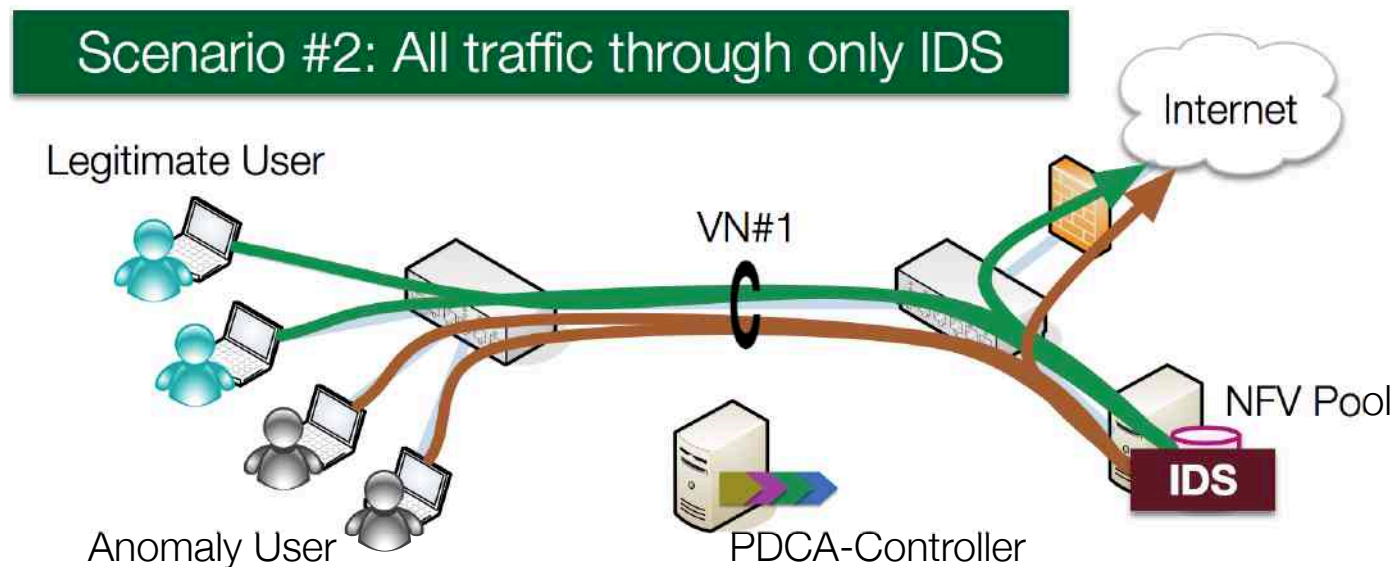 Scenario #2: All traffic through only IDS
Internet
Legitimate User
VN#1
NFV Pool
IDS
Anomaly User
PDCA-Controller